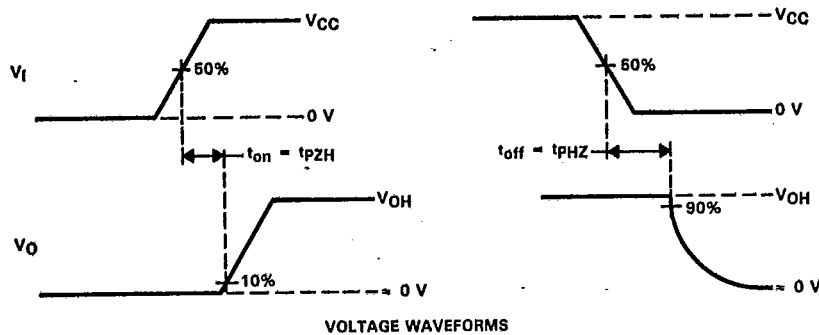 VCC
VCC
VI
50%
50%
0 V
0 V
ton = tPZH
toff = tPHZ
VOH
VOH
90%
VO
10%
≈ 0 V
≈ 0 V
VOLTAGE WAVEFORMS